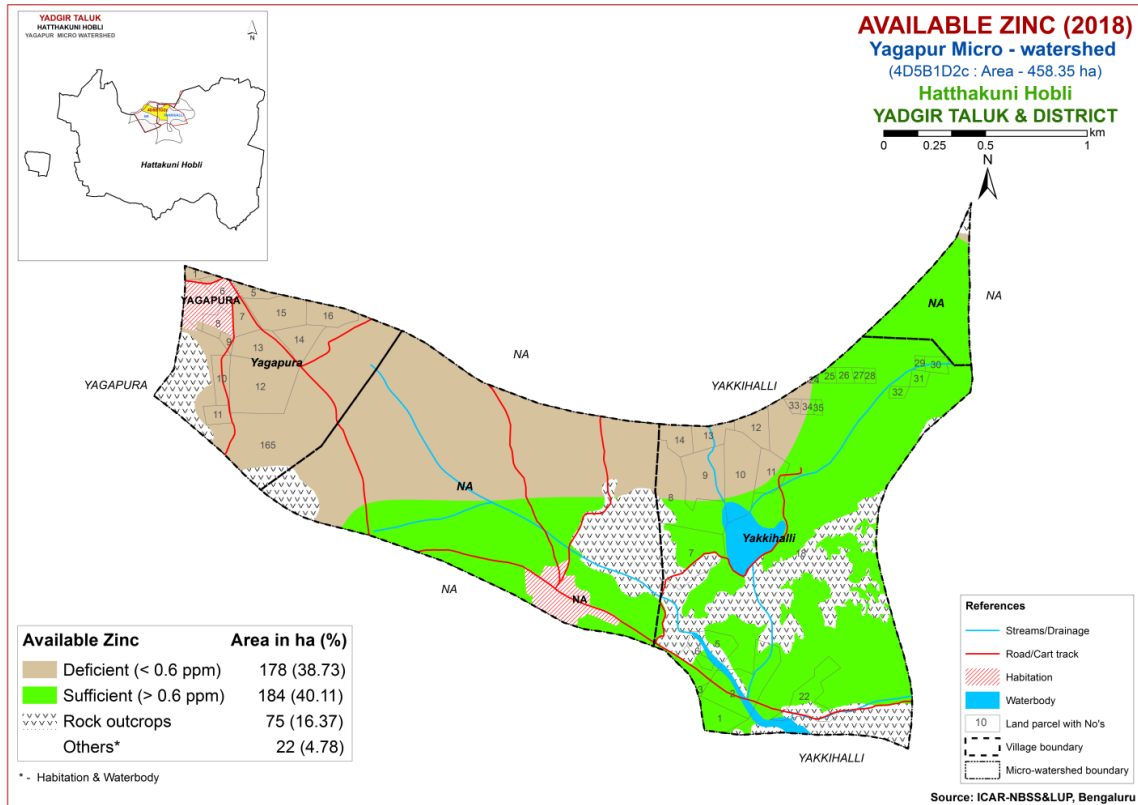 YADGIR TALUK
HATTHAKUNI HOBLI
YAGAPUR MICRO WATERSHED
N
Hattakuni Hobli
AVAILABLE ZINC (2018)
Yagapur Micro - watershed
(4D5B1D2c : Area - 458.35 ha)
Hatthakuni Hobli
YADGIR TALUK & DISTRICT
km
0 0.25 0.5 1
N
NA
NA
NA
YAGAPURA
YAGAPURA
YAKKIHALLI
1
6
5
7
15
16
8
9
13
14
Yagapura
10
12
11
165
NA
24 25 26 27 28
29 30
31
32
33 34 35
14 13 12
9 10 11
8
Yakkihalli
7
18
NA
NA
5
6
3
2
22
1
YAKKIHALLI
Available Zinc Area in ha (%)
Deficient (< 0.6 ppm) 178 (38.73)
Sufficient (> 0.6 ppm) 184 (40.11)
Rock outcrops 75 (16.37)
Others* 22 (4.78)
* - Habitation & Waterbody
References
Streams/Drainage
Road/Cart track
Habitation
Waterbody
10 Land parcel with No's
Village boundary
Micro-watershed boundary
Source: ICAR-NBSS&LUP, Bengaluru